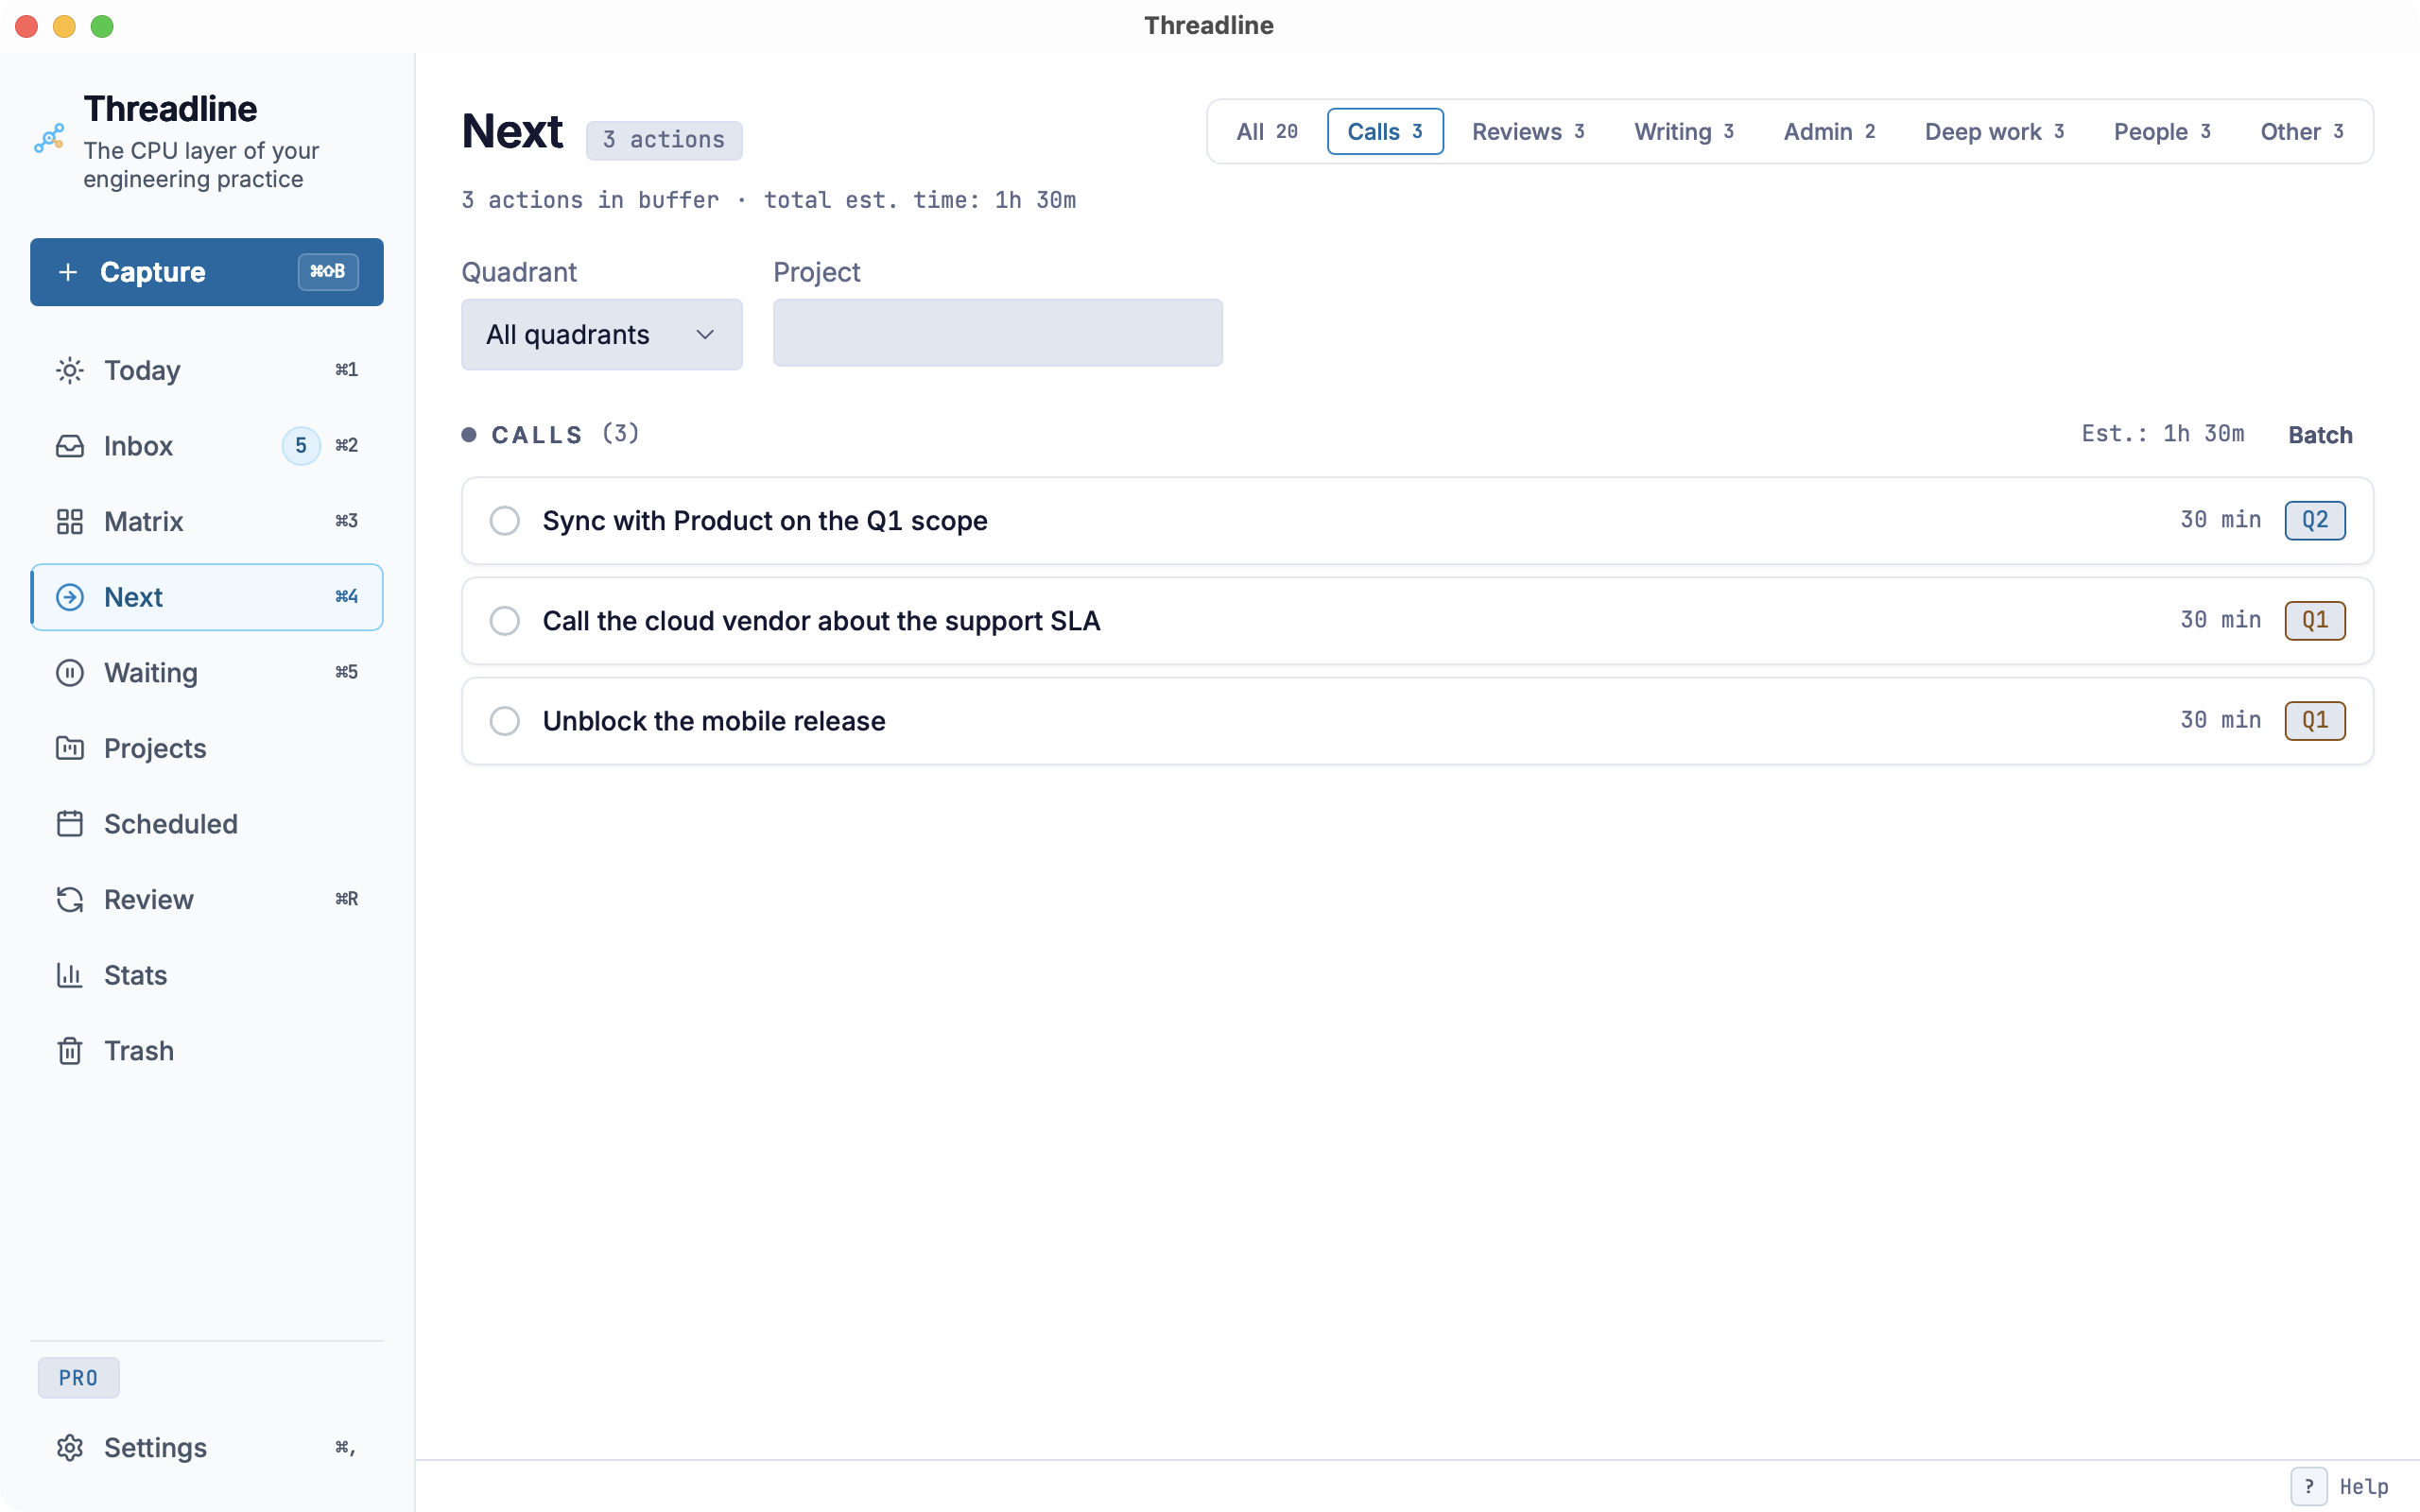 Threadline
Threadline
The CPU layer of your
engineering practice
+ Capture ⌘⇧B
Today ⌘1
Inbox 5 ⌘2
Matrix ⌘3
Next ⌘4
Waiting ⌘5
Projects
Scheduled
Review ⌘R
Stats
Trash
PRO
Settings ⌘,
Next 3 actions
All 20 Calls 3 Reviews 3 Writing 3 Admin 2 Deep work 3 People 3 Other 3
3 actions in buffer · total est. time: 1h 30m
Quadrant Project
All quadrants
CALLS (3) Est.: 1h 30m Batch
Sync with Product on the Q1 scope 30 min Q2
Call the cloud vendor about the support SLA 30 min Q1
Unblock the mobile release 30 min Q1
? Help